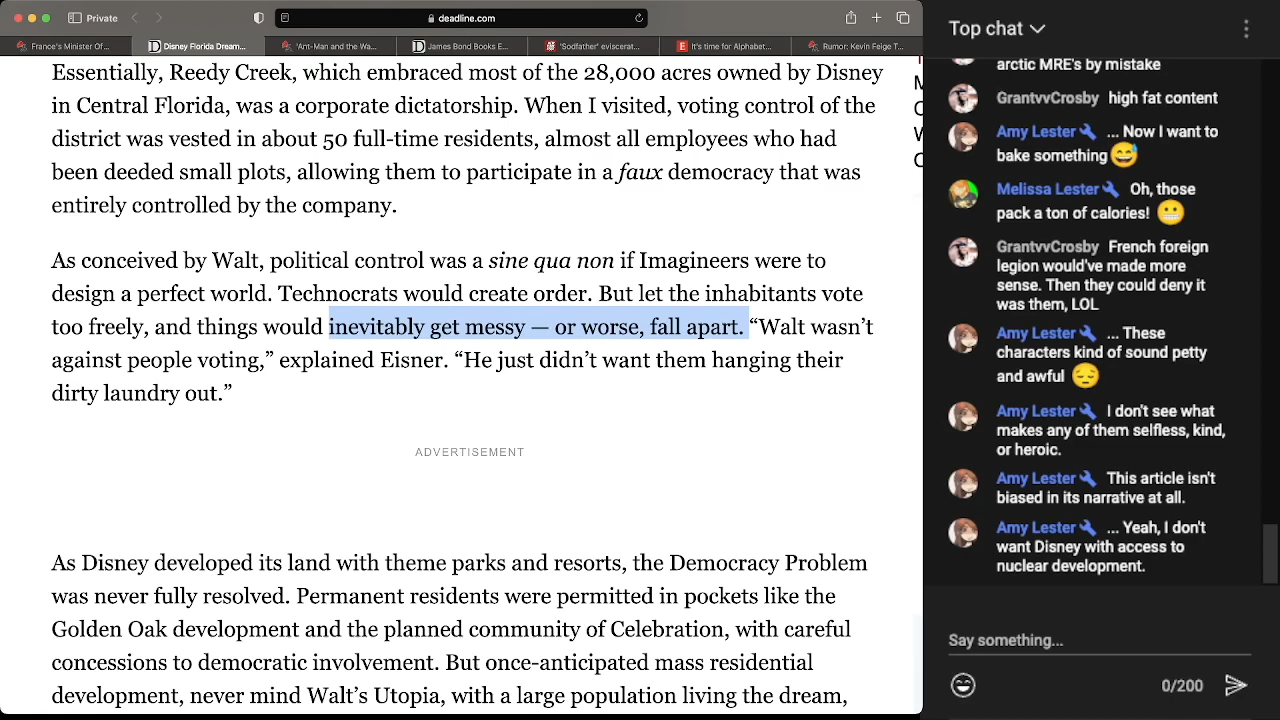 Private
deadline.com
France's Minister Of...
Disney Florida Dream...
'Ant-Man and the Wa...
James Bond Books E...
'Sodfather' eviscerat...
It's time for Alphabet...
Rumor: Kevin Feige T...
Essentially, Reedy Creek, which embraced most of the 28,000 acres owned by Disney
in Central Florida, was a corporate dictatorship. When I visited, voting control of the
district was vested in about 50 full-time residents, almost all employees who had
been deeded small plots, allowing them to participate in a faux democracy that was
entirely controlled by the company.
As conceived by Walt, political control was a sine qua non if Imagineers were to
design a perfect world. Technocrats would create order. But let the inhabitants vote
too freely, and things would inevitably get messy — or worse, fall apart. “Walt wasn’t
against people voting,” explained Eisner. “He just didn’t want them hanging their
dirty laundry out.”
ADVERTISEMENT
As Disney developed its land with theme parks and resorts, the Democracy Problem
was never fully resolved. Permanent residents were permitted in pockets like the
Golden Oak development and the planned community of Celebration, with careful
concessions to democratic involvement. But once-anticipated mass residential
development, never mind Walt’s Utopia, with a large population living the dream,
Top chat
arctic MRE's by mistake
GrantvvCrosby high fat content
Amy Lester ... Now I want to
bake something
Melissa Lester Oh, those
pack a ton of calories!
GrantvvCrosby French foreign
legion would've made more
sense. Then they could deny it
was them, LOL
Amy Lester ... These
characters kind of sound petty
and awful
Amy Lester I don't see what
makes any of them selfless, kind,
or heroic.
Amy Lester This article isn't
biased in its narrative at all.
Amy Lester ... Yeah, I don't
want Disney with access to
nuclear development.
Say something...
0/200